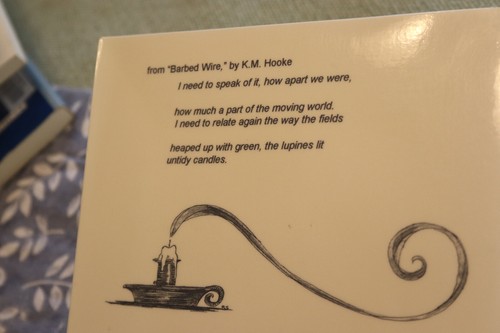 from "Barbed Wire," by K.M. Hooke
I need to speak of it, how apart we were,
how much a part of the moving world.
I need to relate again the way the fields
heaped up with green, the lupines lit
untidy candles.